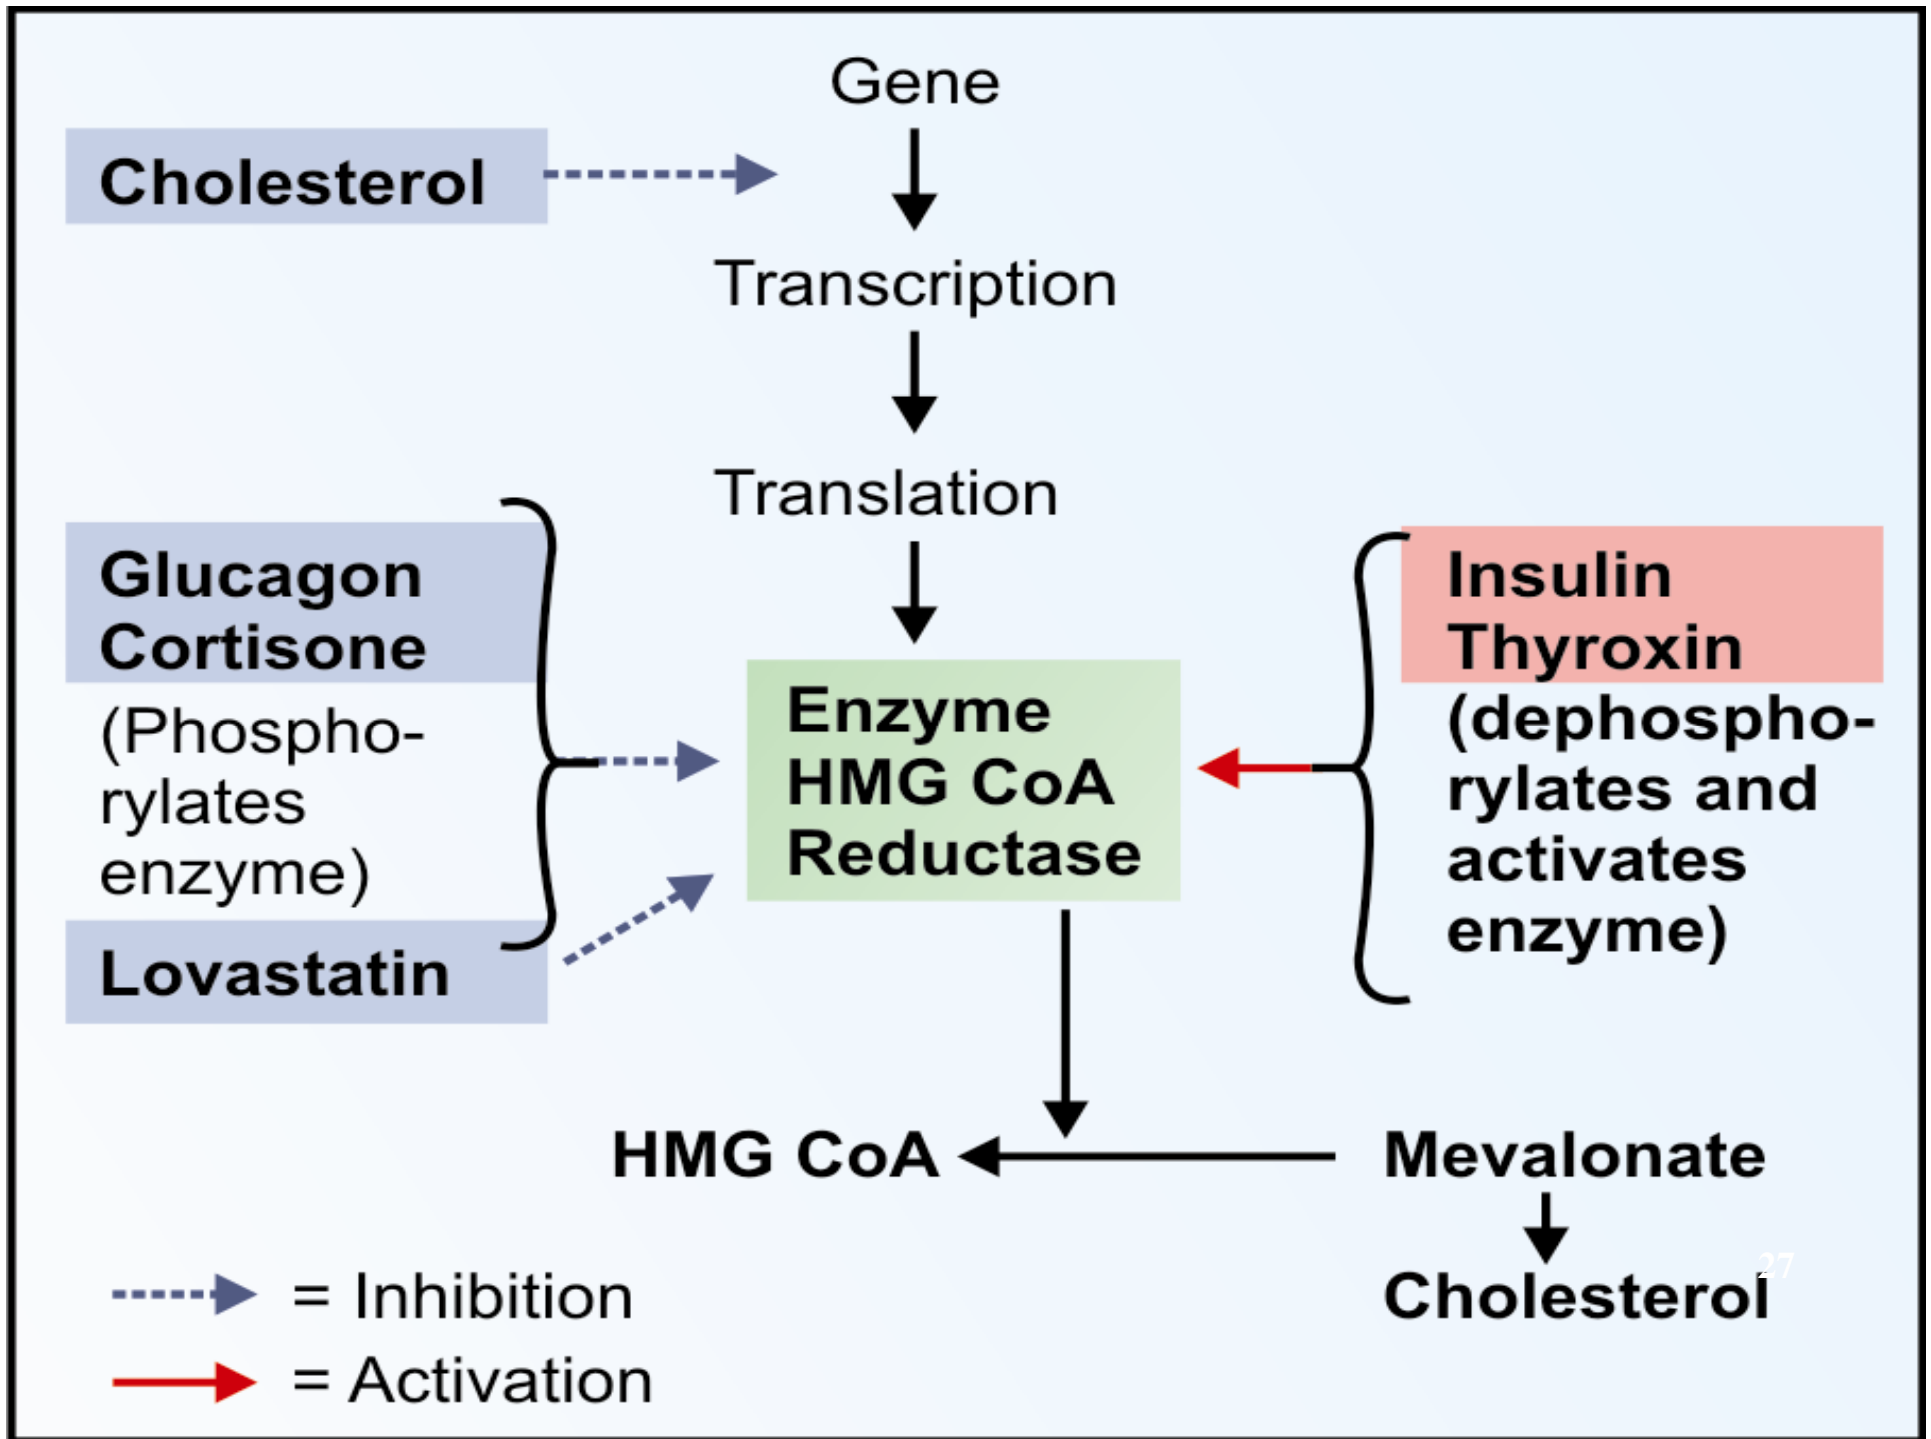 Gene
Cholesterol
Transcription
Translation
Glucagon
Cortisone
(Phospho-
rylates
enzyme)
Lovastatin
Enzyme
HMG CoA
Reductase
Insulin
Thyroxin
(dephospho-
rylates and
activates
enzyme)
HMG CoA
Mevalonate
Cholesterol
27
= Inhibition
= Activation